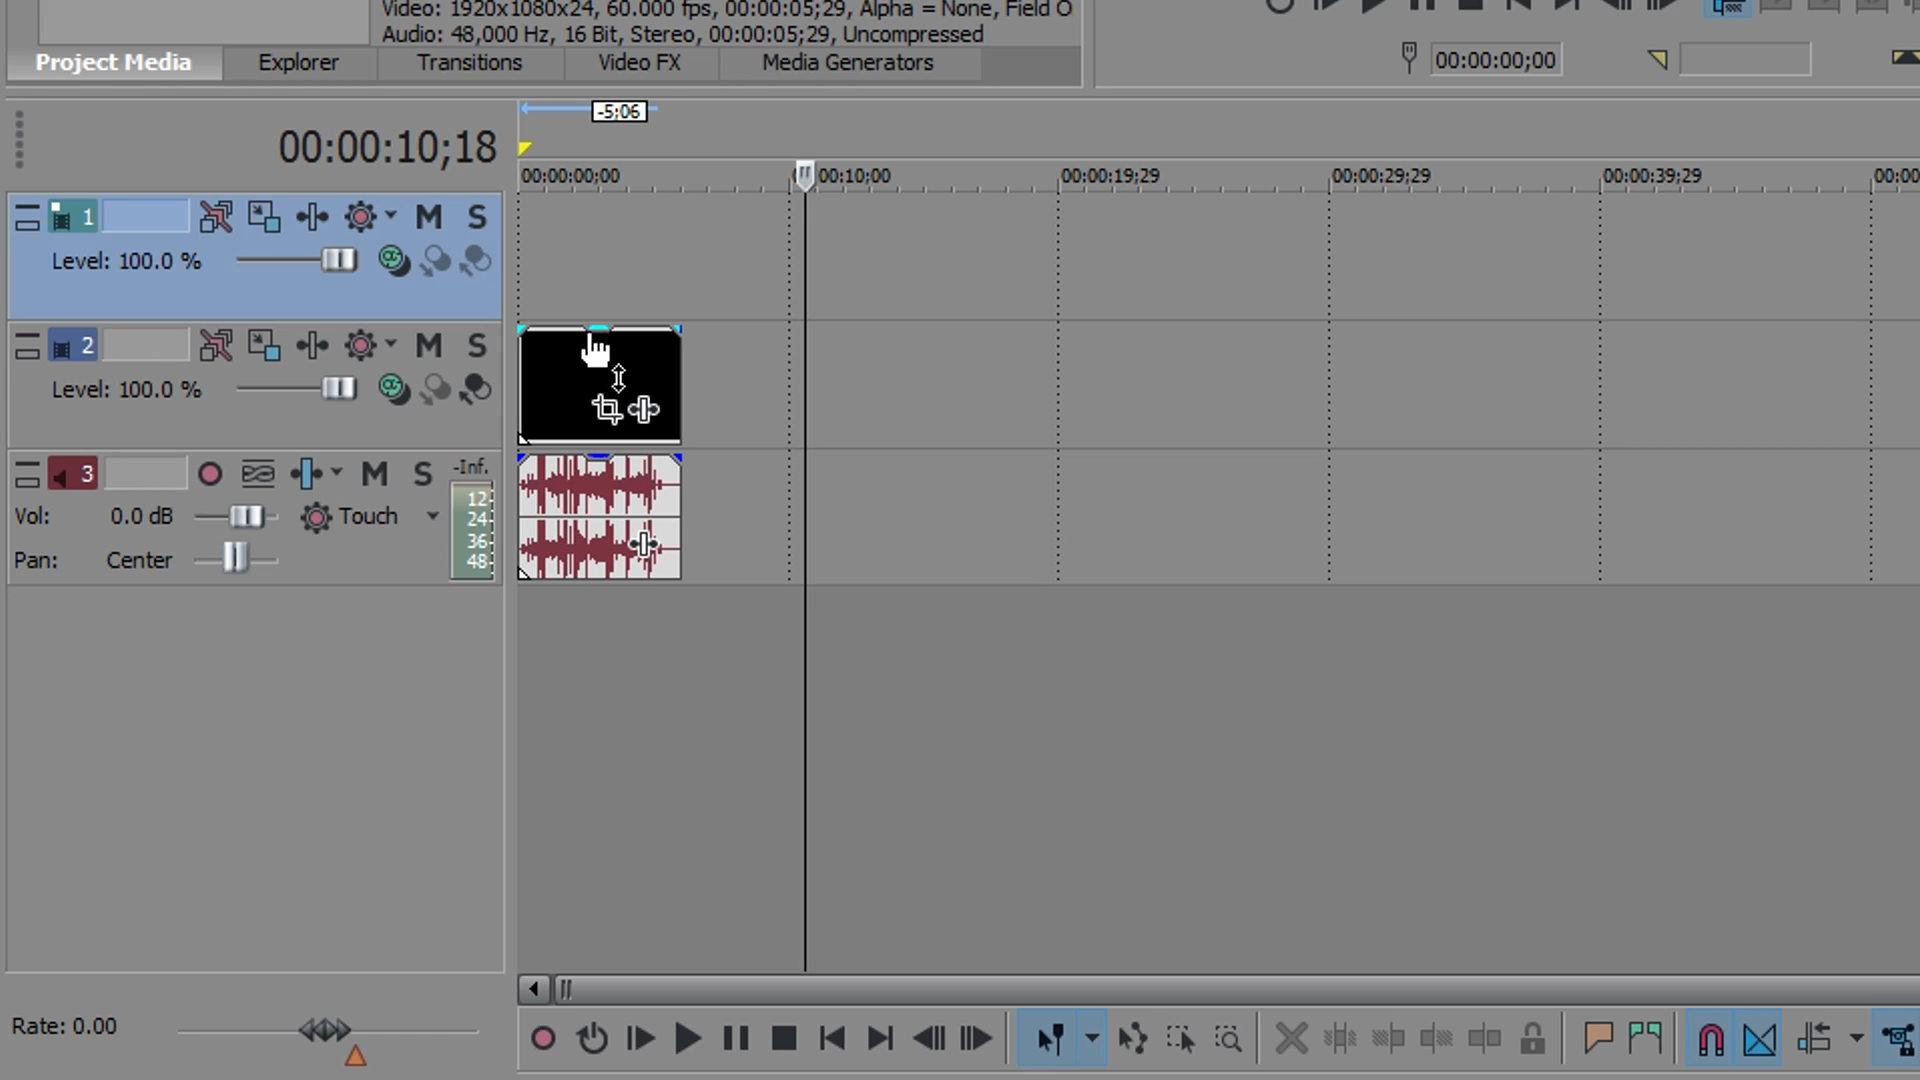 Video: 1920x1080x24, 60.000 fps, 00:00:05;29, Alpha = None, Field O
Audio: 48,000 Hz, 16 Bit, Stereo, 00:00:05;29, Uncompressed
Project Media Explorer Transitions Video FX Media Generators
00:00:00;00
-5;06
00:00:10;18
00:00:00;00 00:10;00 00:00:19;29 00:00:29;29 00:00:39;29 00:00
1 M S
Level: 100.0 %
2 M S
Level: 100.0 %
3 M S -Inf.
Vol: 0.0 dB Touch
Pan: Center
12
24
36
48
Rate: 0.00